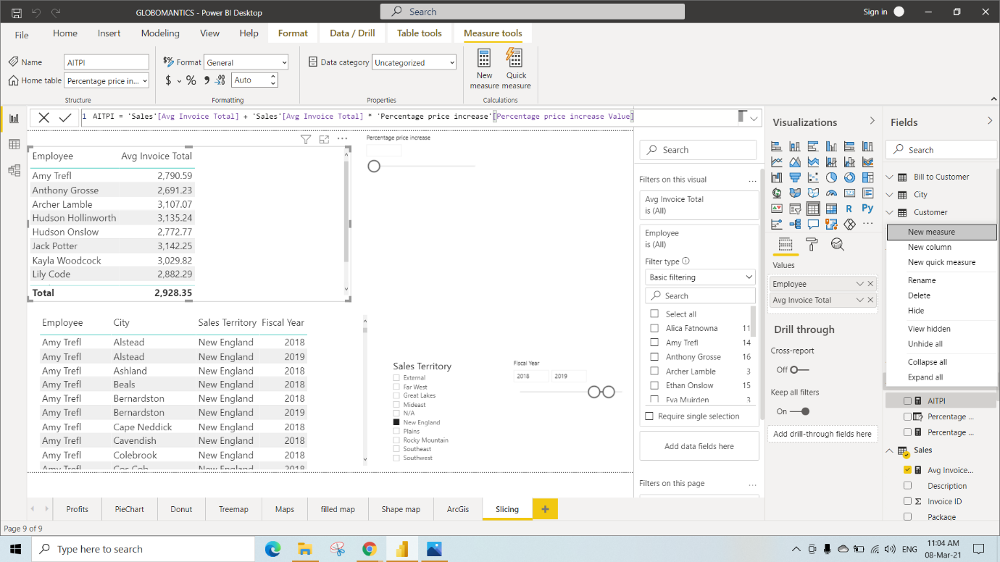 GLOBOMANTICS - Power BI Desktop
Search
Sign in
File
Home
Insert
Modeling
View
Help
Format
Data / Drill
Table tools
Measure tools
Name
AITPI
Home table
Percentage price in...
Structure
Format
General
$
%
Auto
Formatting
Data category
Uncategorized
Properties
New measure
Quick measure
Calculations
1 AITPI = 'Sales'[Avg Invoice Total] + 'Sales'[Avg Invoice Total] * 'Percentage price increase'[Percentage price increase Value]
Employee Avg Invoice Total
Amy Trefl 2,790.59
Anthony Grosse 2,691.23
Archer Lamble 3,107.07
Hudson Hollinworth 3,135.24
Hudson Onslow 2,772.77
Jack Potter 3,142.25
Kayla Woodcock 3,029.82
Lily Code 2,882.29
Total 2,928.35
Percentage price increase
Employee City Sales Territory Fiscal Year
Amy Trefl Alstead New England 2018
Amy Trefl Alstead New England 2019
Amy Trefl Ashland New England 2018
Amy Trefl Beals New England 2018
Amy Trefl Bernardston New England 2018
Amy Trefl Bernardston New England 2019
Amy Trefl Cape Neddick New England 2018
Amy Trefl Cavendish New England 2018
Amy Trefl Colebrook New England 2018
Amy Trefl Cos Cob New England 2018
Sales Territory
External
Far West
Great Lakes
Mideast
N/A
New England
Plains
Rocky Mountain
Southeast
Southwest
Fiscal Year
2018 2019
Search
Filters on this visual
...
Avg Invoice Total
is (All)
Employee
is (All)
Filter type
Basic filtering
Search
Select all
Alica Fatnowna 11
Amy Trefl 14
Anthony Grosse 16
Archer Lamble 3
Ethan Onslow 15
Eva Muirden 3
Require single selection
Add data fields here
Filters on this page
...
Visualizations
R
Py
Values
Employee
Avg Invoice Total
Drill through
Cross-report
Off
Keep all filters
On
Add drill-through fields here
Fields
Search
Bill to Customer
City
Customer
New measure
New column
New quick measure
Rename
Delete
Hide
View hidden
Unhide all
Collapse all
Expand all
AITPI
Percentage ...
Percentage ...
Sales
Avg Invoice...
Description
Invoice ID
Package
Profits
PieChart
Donut
Treemap
Maps
filled map
Shape map
ArcGis
Slicing
Page 9 of 9
Type here to search
ENG
11:04 AM
08-Mar-21